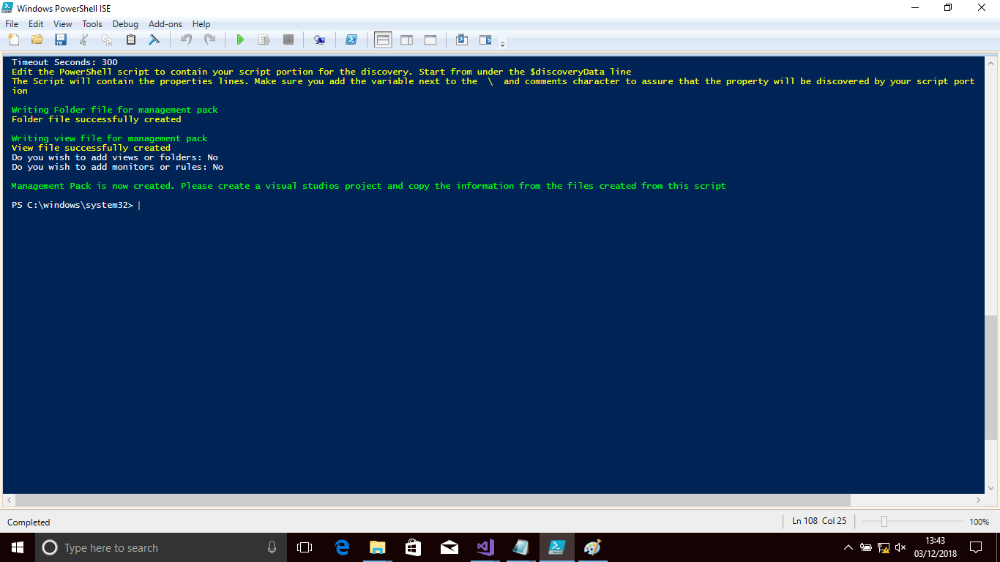 Windows PowerShell ISE
File Edit View Tools Debug Add-ons Help
Timeout Seconds: 300
Edit the PowerShell script to contain your script portion for the discovery. Start from under the $discoveryData line
The Script will contain the properties lines. Make sure you add the variable next to the  \  and comments character to assure that the property will be discovered by your script port
ion
Writing Folder file for management pack
Folder file successfully created
Writing view file for management pack
View file successfully created
Do you wish to add views or folders: No
Do you wish to add monitors or rules: No
Management Pack is now created. Please create a visual studios project and copy the information from the files created from this script
PS C:\windows\system32>
Completed
Ln 108 Col 25
100%
Type here to search
13:43
03/12/2018